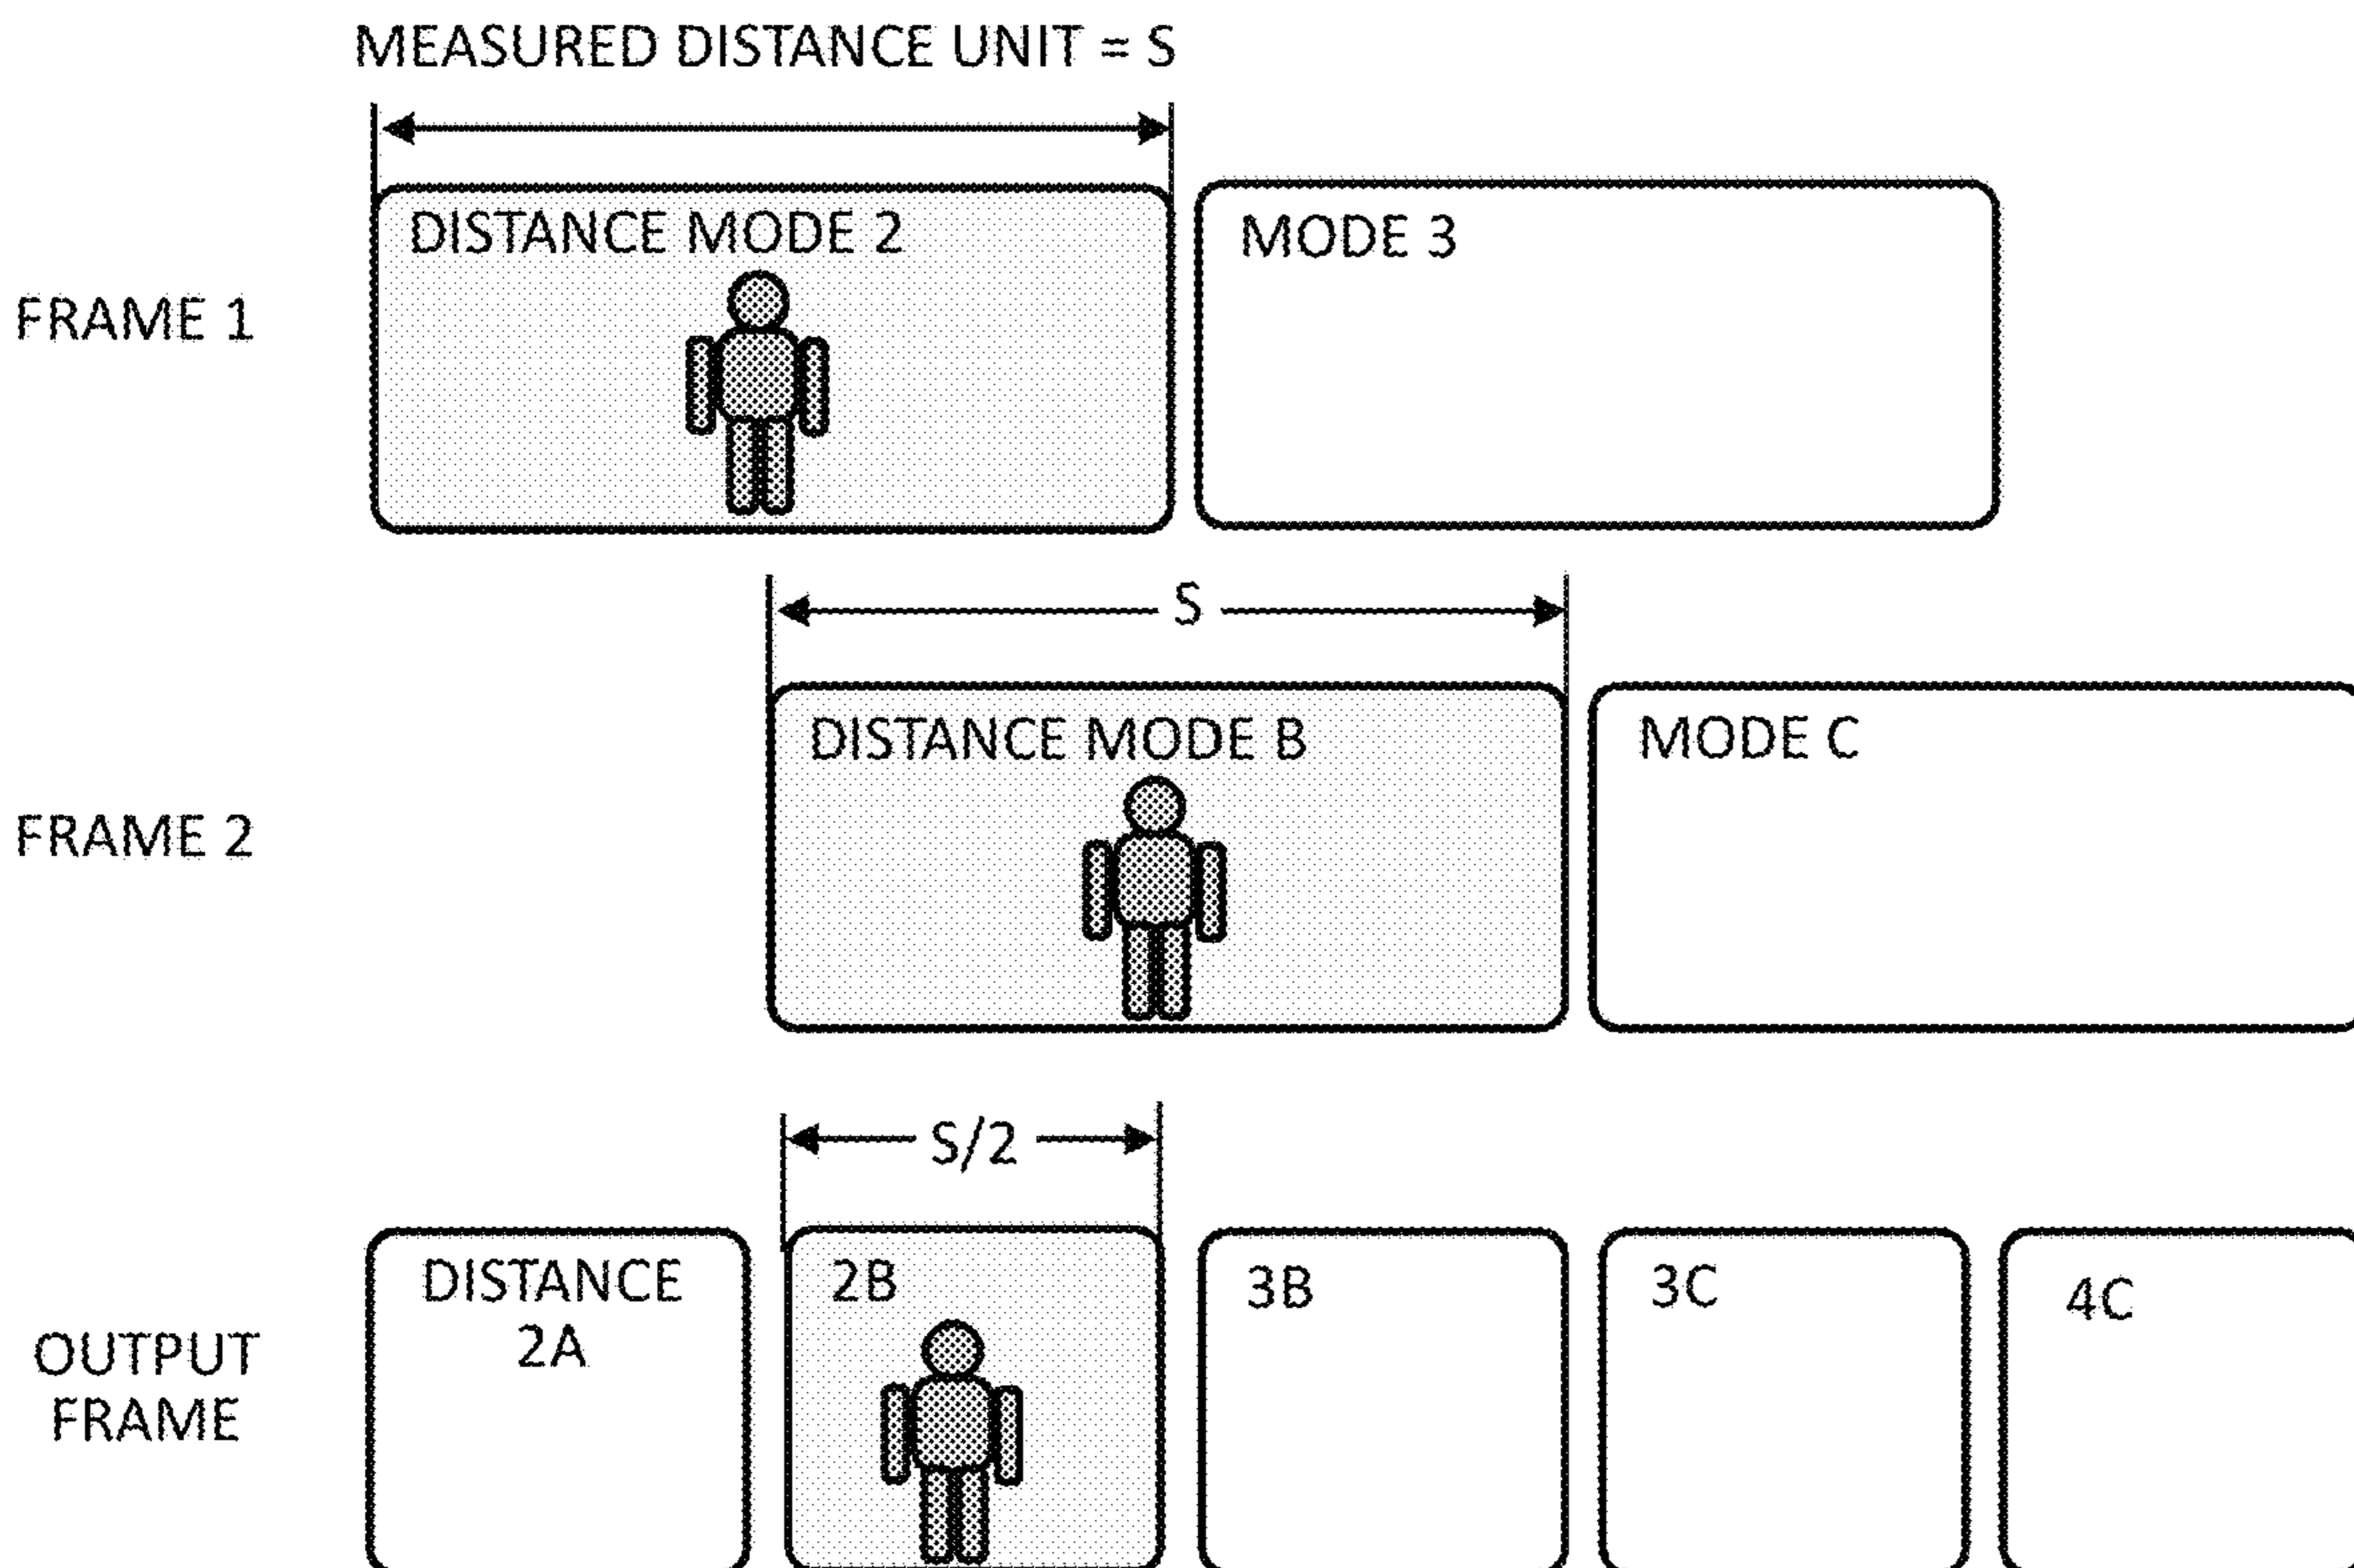 MEASURED DISTANCE UNIT = S
FRAME 1
DISTANCE MODE 2
MODE 3
S
FRAME 2
DISTANCE MODE B
MODE C
S/2
OUTPUT
FRAME
DISTANCE
2A
2B
3B
3C
4C